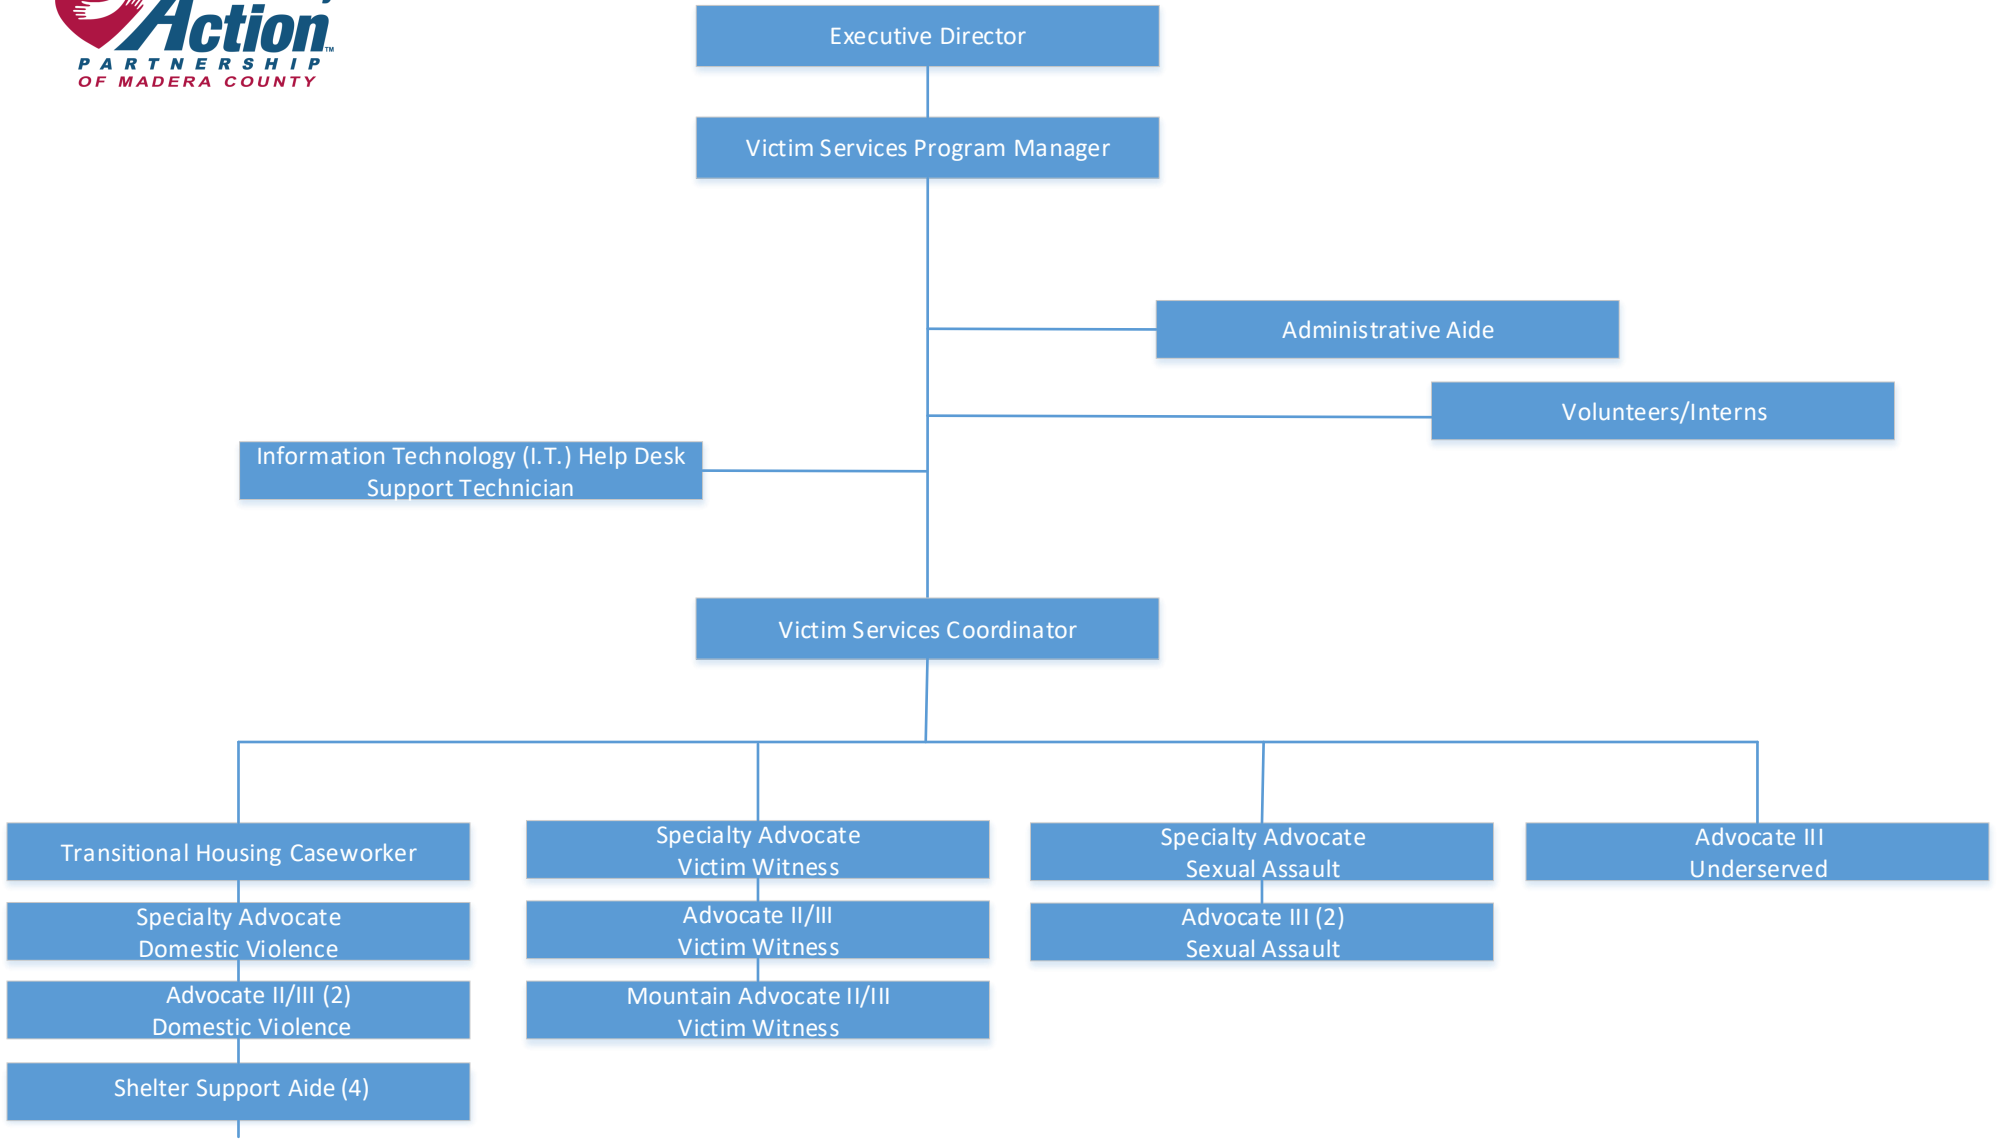 Action™
PARTNERSHIP
OF MADERA COUNTY
Executive Director
Victim Services Program Manager
Administrative Aide
Volunteers/Interns
Information Technology (I.T.) Help Desk
Support Technician
Victim Services Coordinator
Transitional Housing Caseworker
Specialty Advocate
Domestic Violence
Advocate II/III (2)
Domestic Violence
Shelter Support Aide (4)
Specialty Advocate
Victim Witness
Advocate II/III
Victim Witness
Mountain Advocate II/III
Victim Witness
Specialty Advocate
Sexual Assault
Advocate III (2)
Sexual Assault
Advocate III
Underserved